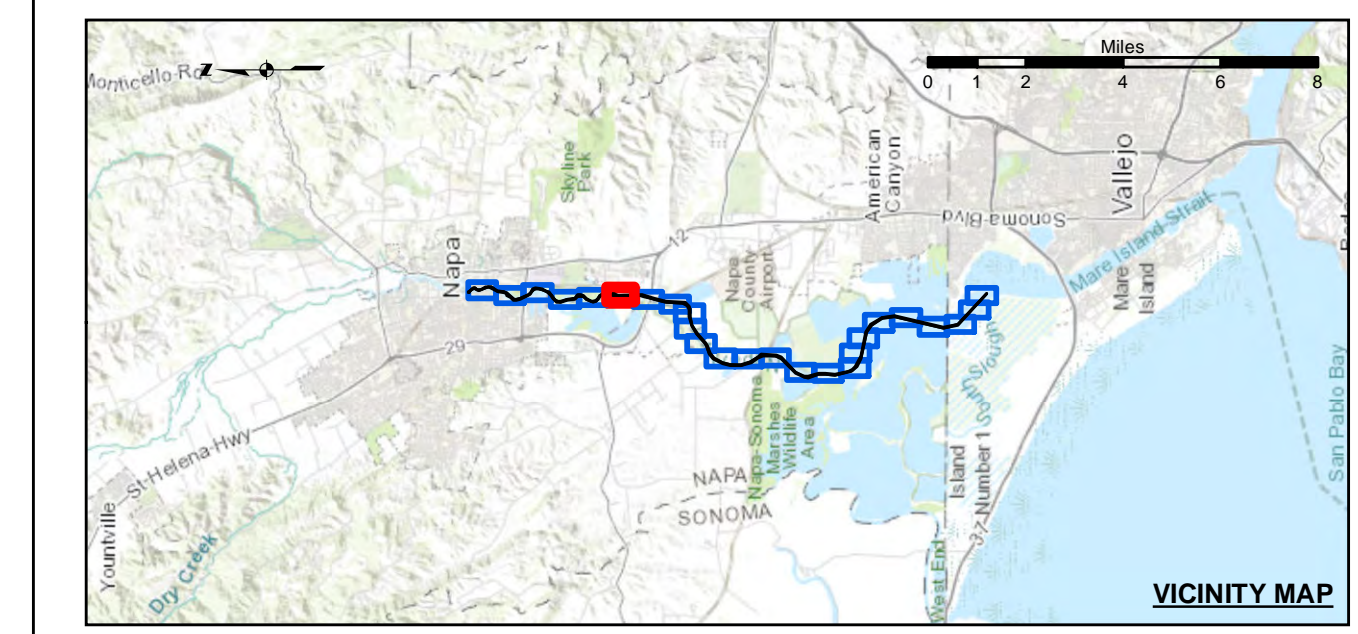 Miles
0 1 2 4 6 8
Monticello-Rd
Z
Skyline
Park
American
Canyon
Vallejo
Sonoma-Blvd
Napa
12
Napa
County
Airport
Mare Island Strait
Mare
Island
29
South Slough
Napa-Sonoma
Marshes
Wildlife
Area
St-Helena-Hwy
NAPA
SONOMA
Island
Number 1
37
San Pablo Bay
Yountville
Dry Creek
West End
VICINITY MAP